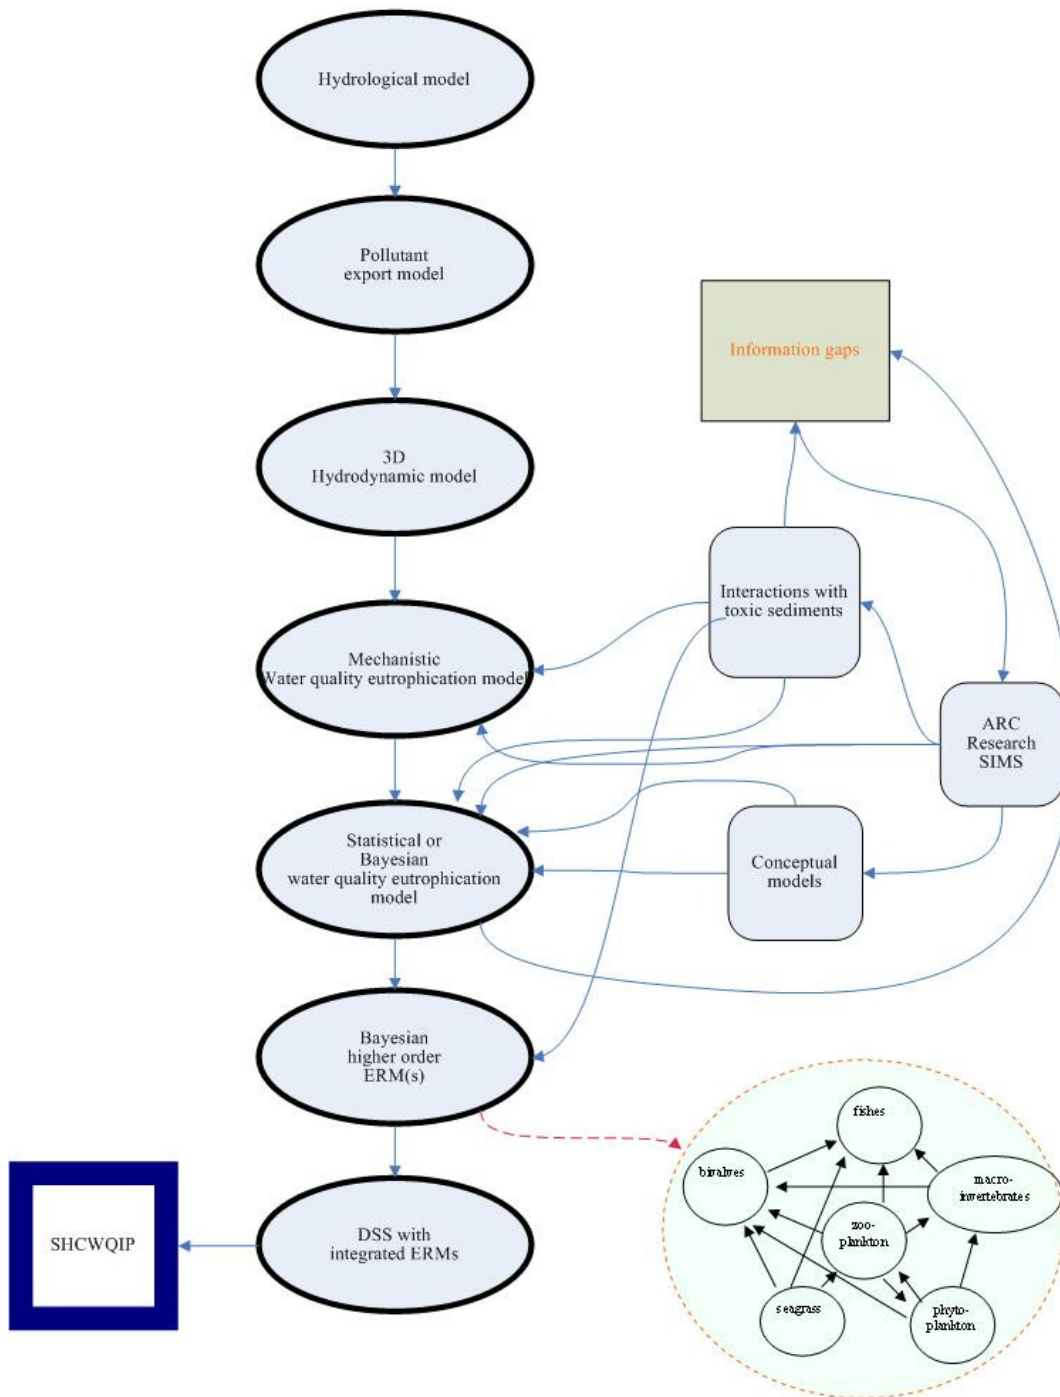 Hydrological model
Pollutant
export model
Information gaps
3D
Hydrodynamic model
Interactions with
toxic sediments
Mechanistic
Water quality eutrophication model
ARC
Research
SIMS
Statistical or
Bayesian
water quality eutrophication
model
Conceptual
models
Bayesian
higher order
ERM(s)
fishes
bivalves
macro-
invertebrates
zoo-
plankton
seagrass
phyto-
plankton
DSS with
integrated ERMs
SHCWQIP